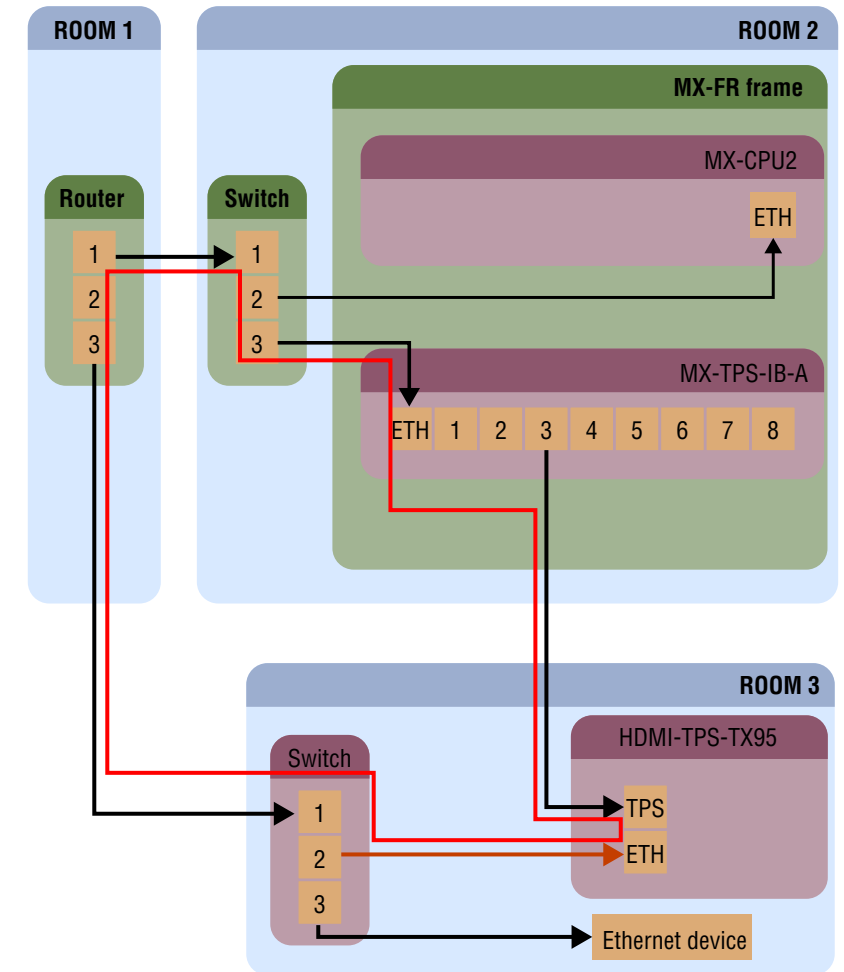 ROOM 1
ROOM 2
MX-FR frame
MX-CPU2
ETH
Router
1
2
3
Switch
1
2
3
MX-TPS-IB-A
ETH 1 2 3 4 5 6 7 8
ROOM 3
HDMI-TPS-TX95
TPS
ETH
Switch
1
2
3
Ethernet device